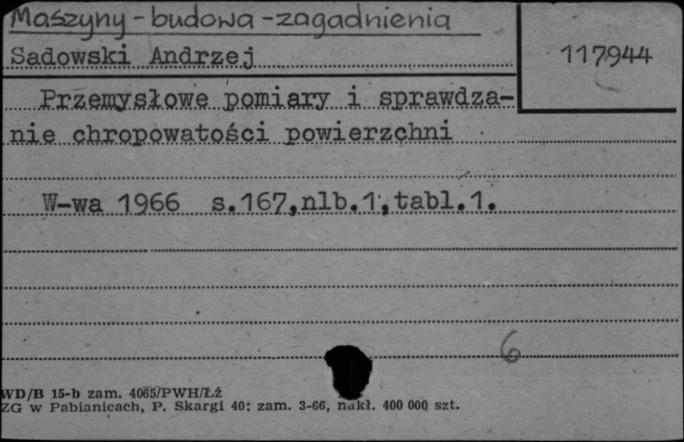 Maszyny - budowa - zagadnienia
Sadowski Andrzej
117944
Przemysłowe pomiary i sprawdza-
nie chropowatości powierzchni
W-wa 1966 s.167,nlb.1,tabl.1.
6
WD/B 15-b zam. 4065/PWH/Łź
ZG w Pabianicach, P. Skargi 40; zam. 3-66, nakł. 400 000 szt.